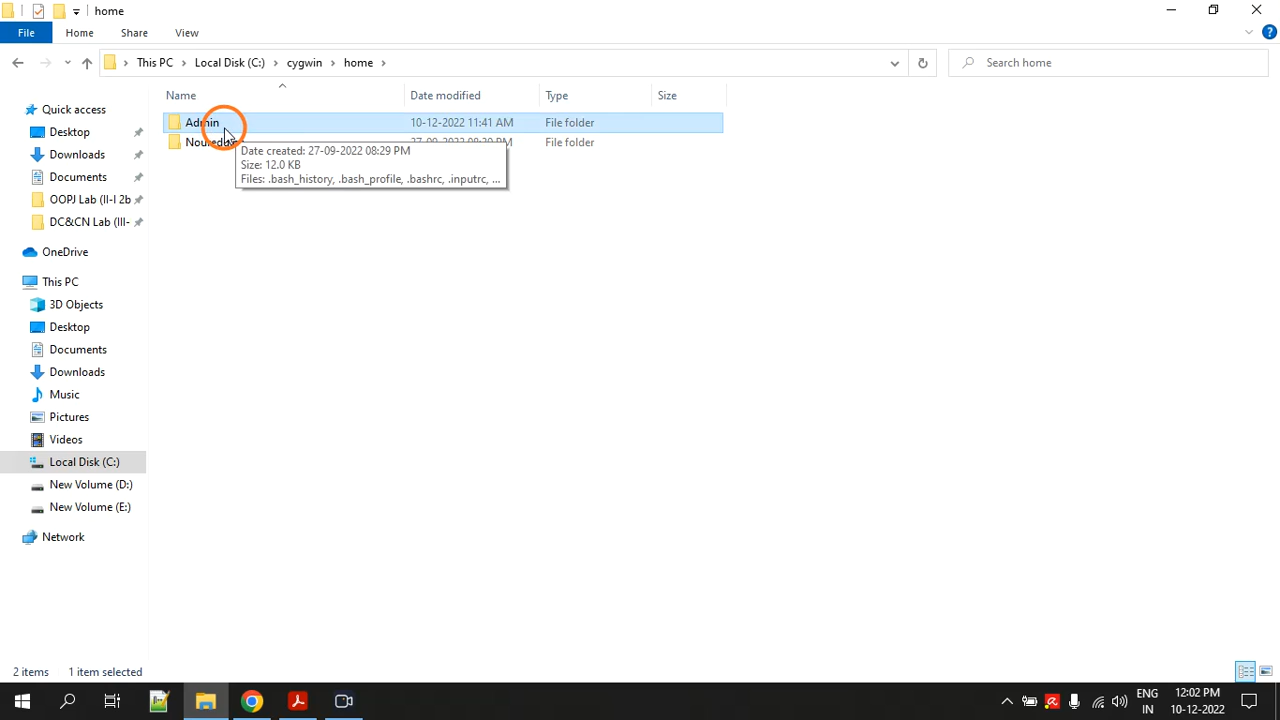 home
File
Home
Share
View
This PC
Local Disk (C:)
cygwin
home
Search home
Name
Date modified
Type
Size
Quick access
Desktop
Downloads
Documents
OOPJ Lab (II-I 2b
DC&CN Lab (III-
OneDrive
This PC
3D Objects
Desktop
Documents
Downloads
Music
Pictures
Videos
Local Disk (C:)
New Volume (D:)
New Volume (E:)
Network
Admin 10-12-2022 11:41 AM File folder
File folder
Date created: 27-09-2022 08:29 PM
Size: 12.0 KB
Files: .bash_history, .bash_profile, .bashrc, .inputrc, ...
2 items 1 item selected
ENG
IN
12:02 PM
10-12-2022